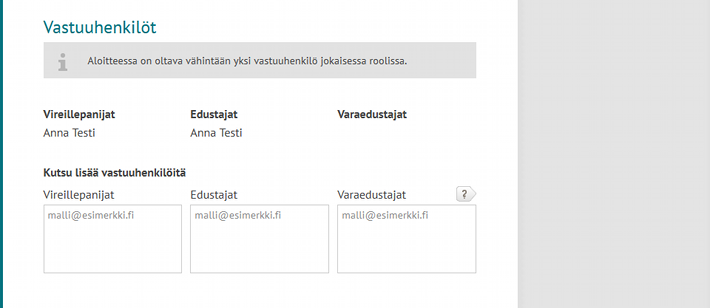 Vastuuhenkilöt
Aloitteessa on oltava vähintään yksi vastuuhenkilö jokaisessa roolissa.
Vireillepanijat Edustajat Varaedustajat
Anna Testi Anna Testi
Kutsu lisää vastuuhenkilöitä
Vireillepanijat Edustajat Varaedustajat ?
malli@esimerkki.fi malli@esimerkki.fi malli@esimerkki.fi